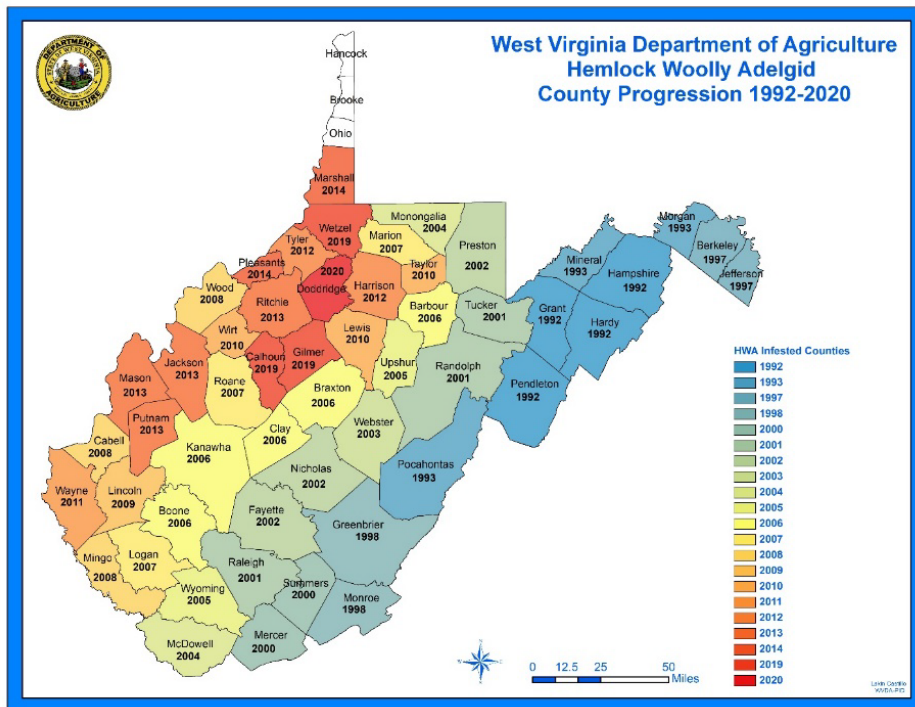 West Virginia Department of Agriculture
Hemlock Woolly Adelgid
County Progression 1992-2020
DEPARTMENT OF
AGRICULTURE
Hancock
Brooke
Ohio
Marshall
2014
Wetzel
2019
Monongalia
2004
Marion
2007
Preston
2002
Morgan
1993
Berkeley
1997
Jefferson
1997
Mineral
1993
Hampshire
1992
Tyler
2012
Pleasants
2014
2020
Doddridge
Harrison
2012
Taylor
2010
Wood
2008
Ritchie
2013
Barbour
2006
Tucker
2001
Grant
1992
Hardy
1992
Wirt
2010
Lewis
2010
Calhoun
2019
Gilmer
2019
Upshur
2005
Randolph
2001
Pendleton
1992
Jackson
2013
Roane
2007
Braxton
2006
Mason
2013
Putnam
2013
Webster
2003
Clay
2006
Cabell
2008
Kanawha
2006
Nicholas
2002
Pocahontas
1993
Wayne
2011
Lincoln
2009
Boone
2006
Fayette
2002
Greenbrier
1998
Mingo
2008
Logan
2007
Raleigh
2001
Summers
2000
Monroe
1998
Wyoming
2005
McDowell
2004
Mercer
2000
HWA Infested Counties
1992
1993
1997
1998
2000
2001
2002
2003
2004
2005
2006
2007
2008
2009
2010
2011
2012
2013
2014
2019
2020
N
W
E
S
0 12.5 25 50
Miles
Castillo